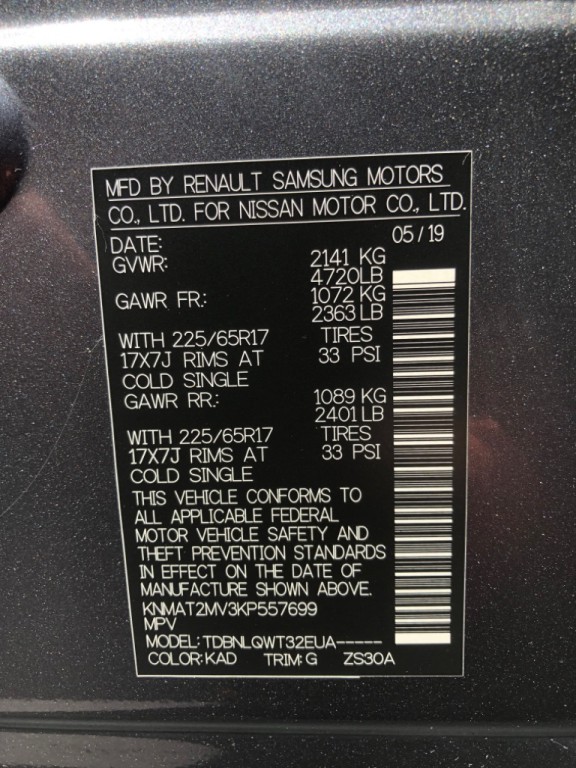 MFD BY RENAULT SAMSUNG MOTORS
CO., LTD. FOR NISSAN MOTOR CO., LTD.
DATE: 05/19
GVWR: 2141 KG
4720LB
GAWR FR.: 1072 KG
2363 LB
WITH 225/65R17 TIRES
17X7J RIMS AT 33 PSI
COLD SINGLE
GAWR RR.: 1089 KG
2401 LB
WITH 225/65R17 TIRES
17X7J RIMS AT 33 PSI
COLD SINGLE
THIS VEHICLE CONFORMS TO
ALL APPLICABLE FEDERAL
MOTOR VEHICLE SAFETY AND
THEFT PREVENTION STANDARDS
IN EFFECT ON THE DATE OF
MANUFACTURE SHOWN ABOVE.
KNMAT2MV3KP557699
MPV
MODEL: TDBNLQWT32EUA-----
COLOR: KAD TRIM: G ZS30A